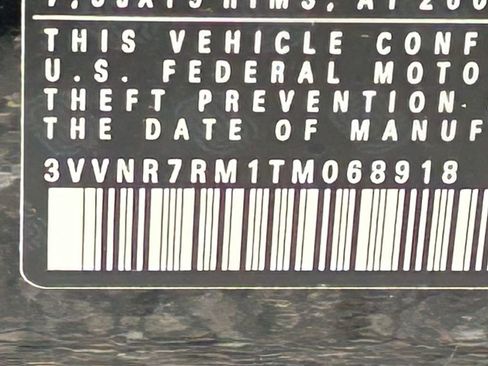 THIS VEHICLE CONF
U.S. FEDERAL MOTO
THEFT PREVENTION
THE DATE OF MANUF
3VVNR7RM1TM068918